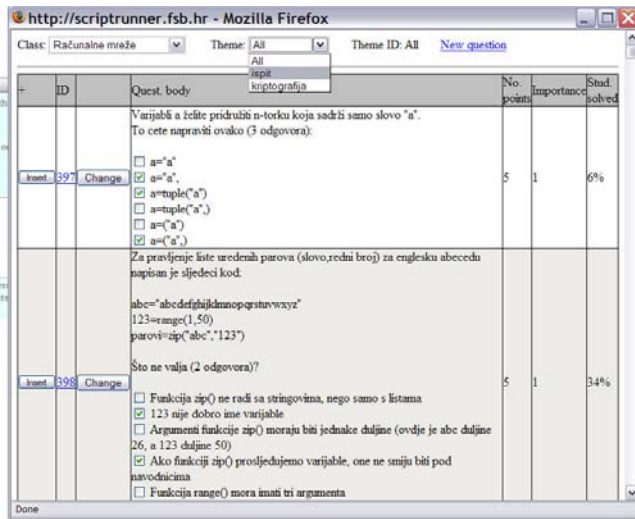 http://scriptrunner.fsb.hr - Mozilla Firefox
Class: Računalne mreže Theme: All Theme ID: All New question
All
ispit
kriptografija
+ ID Quest. body No. points Importance Stud. solved
Varijabli a želite pridružiti n-torku koja sadrži samo slovo "a".
To cete napraviti ovako (3 odgovora):
a="a"
a="a",
Insert 397 Change a=tuple("a") 5 1 6%
a=tuple("a",)
a=("a")
a=("a",)
Za pravljenje liste uredenih parova (slovo,redni broj) za englesku abecedu
napisan je sljedeci kod:
abc="abcdefghijklmnopqrstuvwxyz"
123=range(1,50)
parovi=zip("abc","123")
Što ne valja (2 odgovora)?
Insert 398 Change 5 1 34%
Funkcija zip() ne radi sa stringovima, nego samo s listama
123 nije dobro ime varijable
Argumenti funkcije zip() moraju biti jednake duljine (ovdje je abc duljine
26, a 123 duljine 50)
Ako funkciji zip() prosljedujemo varijable, one ne smiju biti pod
navodnicima
Funkcija range() mora imati tri argumenta
Done